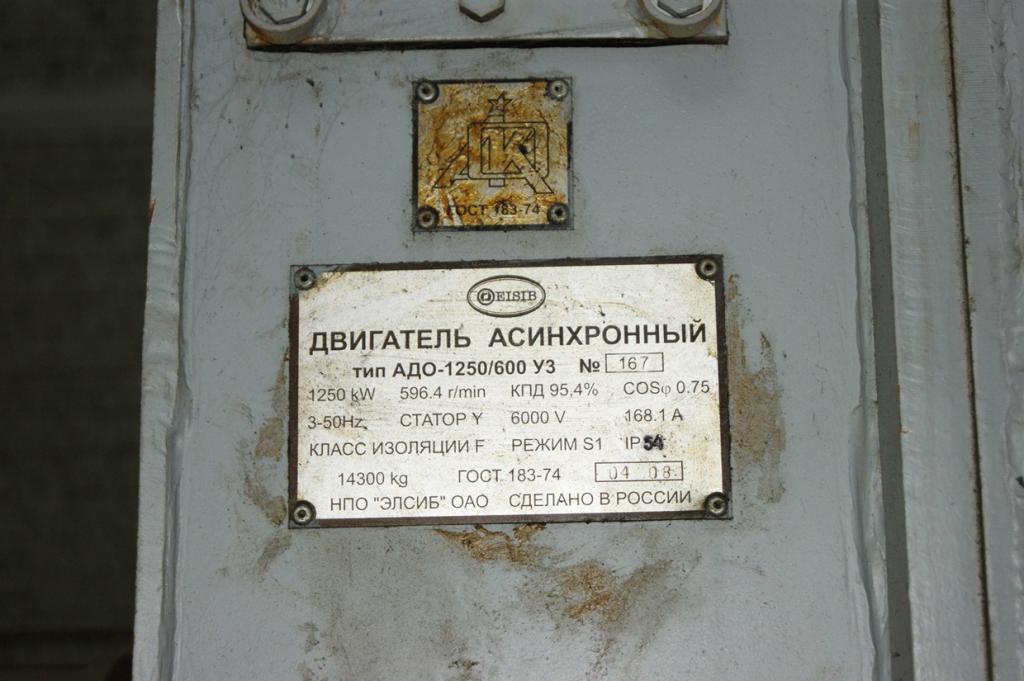 ГОСТ 183-74
ELSIB
ДВИГАТЕЛЬ АСИНХРОННЫЙ
тип АДО-1250/600 У3 № 167
1250 kW 596.4 r/min КПД 95,4% COSφ 0.75
3-50Hz СТАТОР Y 6000 V 168.1 A
КЛАСС ИЗОЛЯЦИИ F РЕЖИМ S1 IP54
14300 kg ГОСТ 183-74 04 08
НПО "ЭЛСИБ" ОАО СДЕЛАНО В РОССИИ